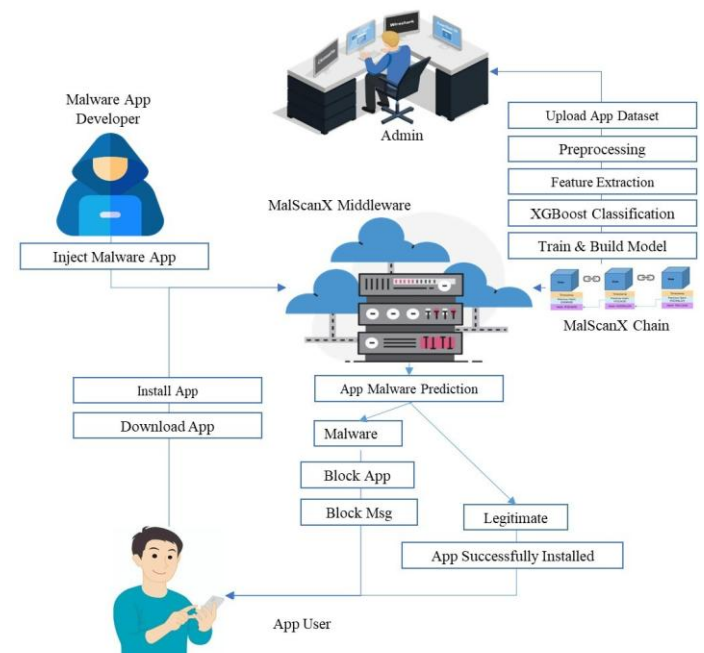 Malware App
Developer
Admin
Upload App Dataset
Preprocessing
Feature Extraction
XGBoost Classification
Train & Build Model
MalScanX Middleware
Inject Malware App
MalScanX Chain
Install App
Download App
App Malware Prediction
Malware
Block App
Block Msg
Legitimate
App Successfully Installed
App User